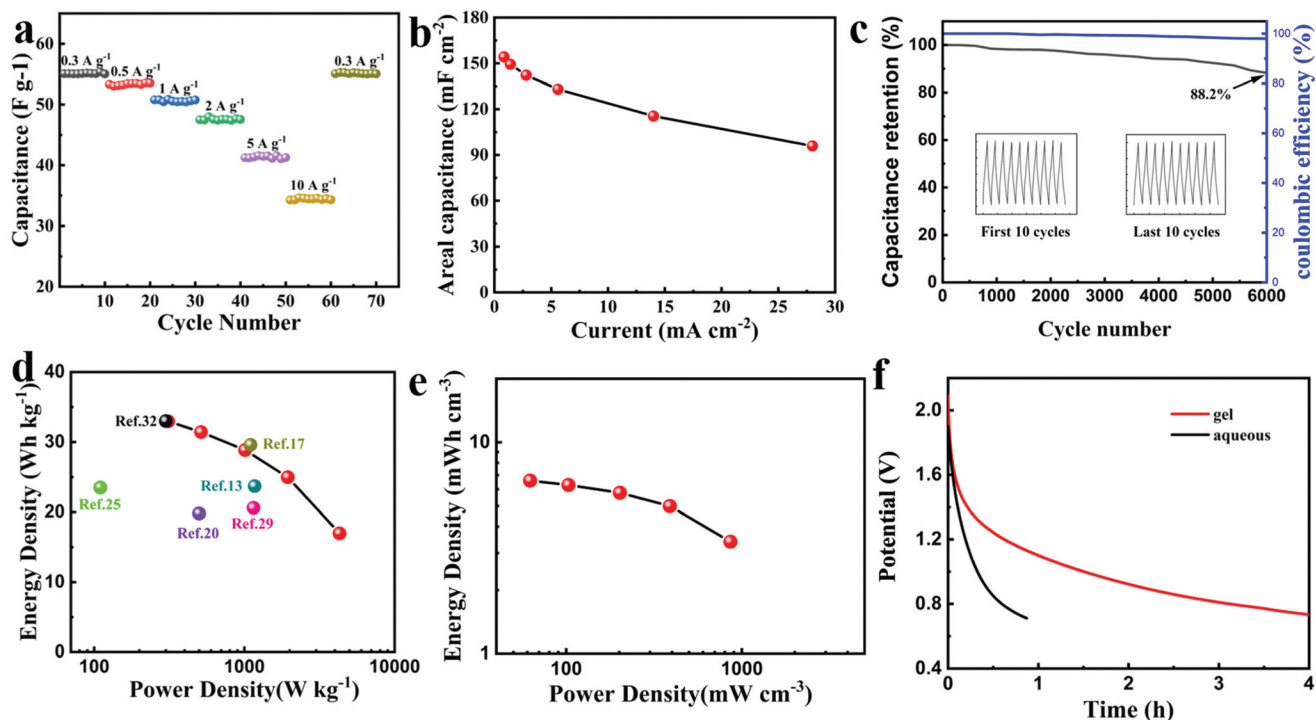 a
Capacitance (F g-1)
65
60
50
40
30
20
0.3 A g⁻¹
0.5 A g⁻¹
1 A g⁻¹
2 A g⁻¹
5 A g⁻¹
10 A g⁻¹
0.3 A g⁻¹
0
10
20
30
40
50
60
70
Cycle Number
b
Areal capacitance (mF cm⁻²)
180
150
120
90
60
30
0
0
5
10
15
20
25
30
Current (mA cm⁻²)
c
Capacitance retention (%)
100
80
60
40
20
0
coulombic efficiency (%)
100
80
60
40
20
0
88.2%
First 10 cycles
Last 10 cycles
0
1000
2000
3000
4000
5000
6000
Cycle number
d
Energy Density (Wh kg⁻¹)
40
30
20
10
0
Ref.32
Ref.17
Ref.13
Ref.25
Ref.20
Ref.29
100
1000
10000
Power Density(W kg⁻¹)
e
Energy Density (mWh cm⁻³)
10
1
100
1000
Power Density(mW cm⁻³)
f
Potential (V)
2.0
1.6
1.2
0.8
0.4
gel
aqueous
0
1
2
3
4
Time (h)